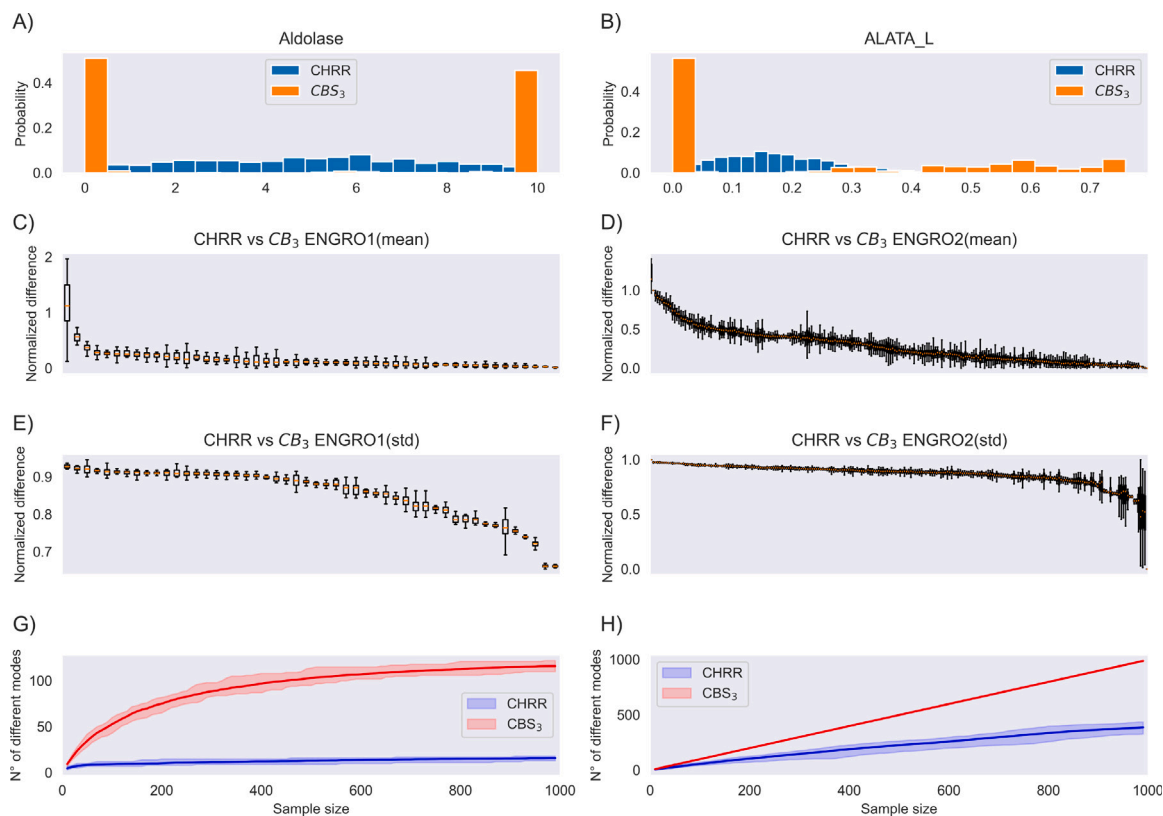 A)
Aldolase
Probability
0.4
0.2
0.0
CHRR
CBS3
0
2
4
6
8
10
B)
ALATA_L
Probability
0.4
0.2
0.0
CHRR
CBS3
0.0
0.1
0.2
0.3
0.4
0.5
0.6
0.7
C)
CHRR vs CB3 ENGRO1(mean)
Normalized difference
2
1
0
D)
CHRR vs CB3 ENGRO2(mean)
Normalized difference
1.0
0.5
0.0
E)
CHRR vs CB3 ENGRO1(std)
Normalized difference
0.9
0.8
0.7
F)
CHRR vs CB3 ENGRO2(std)
Normalized difference
1.0
0.5
0.0
G)
N° of different modes
100
50
0
CHRR
CBS3
0
200
400
600
800
1000
Sample size
H)
N° of different modes
1000
500
0
CHRR
CBS3
0
200
400
600
800
1000
Sample size